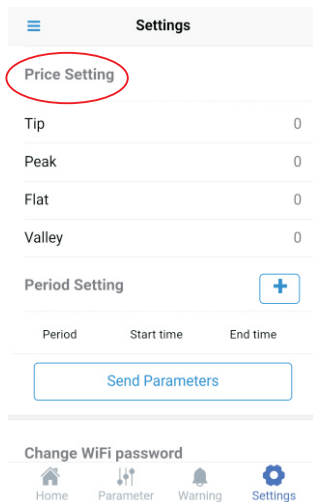 Settings
Price Setting
Tip 0
Peak 0
Flat 0
Valley 0
Period Setting
Period Start time End time
Send Parameters
Change WiFi password
Home Parameter Warning Settings